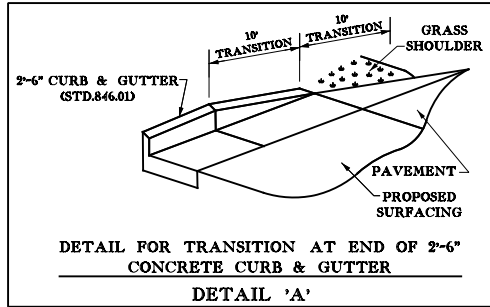 10'
TRANSITION
10'
TRANSITION
GRASS
SHOULDER
2'-6" CURB & GUTTER
(STD.846.01)
PAVEMENT
PROPOSED
SURFACING
DETAIL FOR TRANSITION AT END OF 2'-6"
CONCRETE CURB & GUTTER
DETAIL 'A'